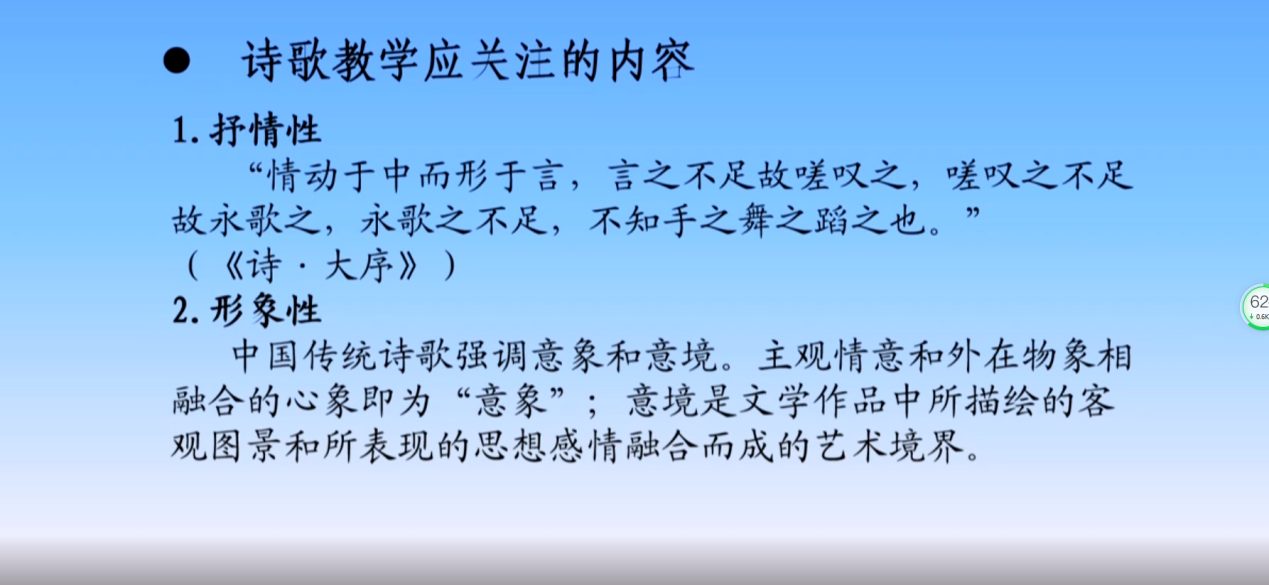 ● 诗歌教学应关注的内容
1.抒情性
“情动于中而形于言，言之不足故嗟叹之，嗟叹之不足
故永歌之，永歌之不足，不知手之舞之蹈之也。”
（《诗·大序》）
2.形象性
中国传统诗歌强调意象和意境。主观情意和外在物象相
融合的心象即为“意象”；意境是文学作品中所描绘的客
观图景和所表现的思想感情融合而成的艺术境界。
62
↓ 0.6K